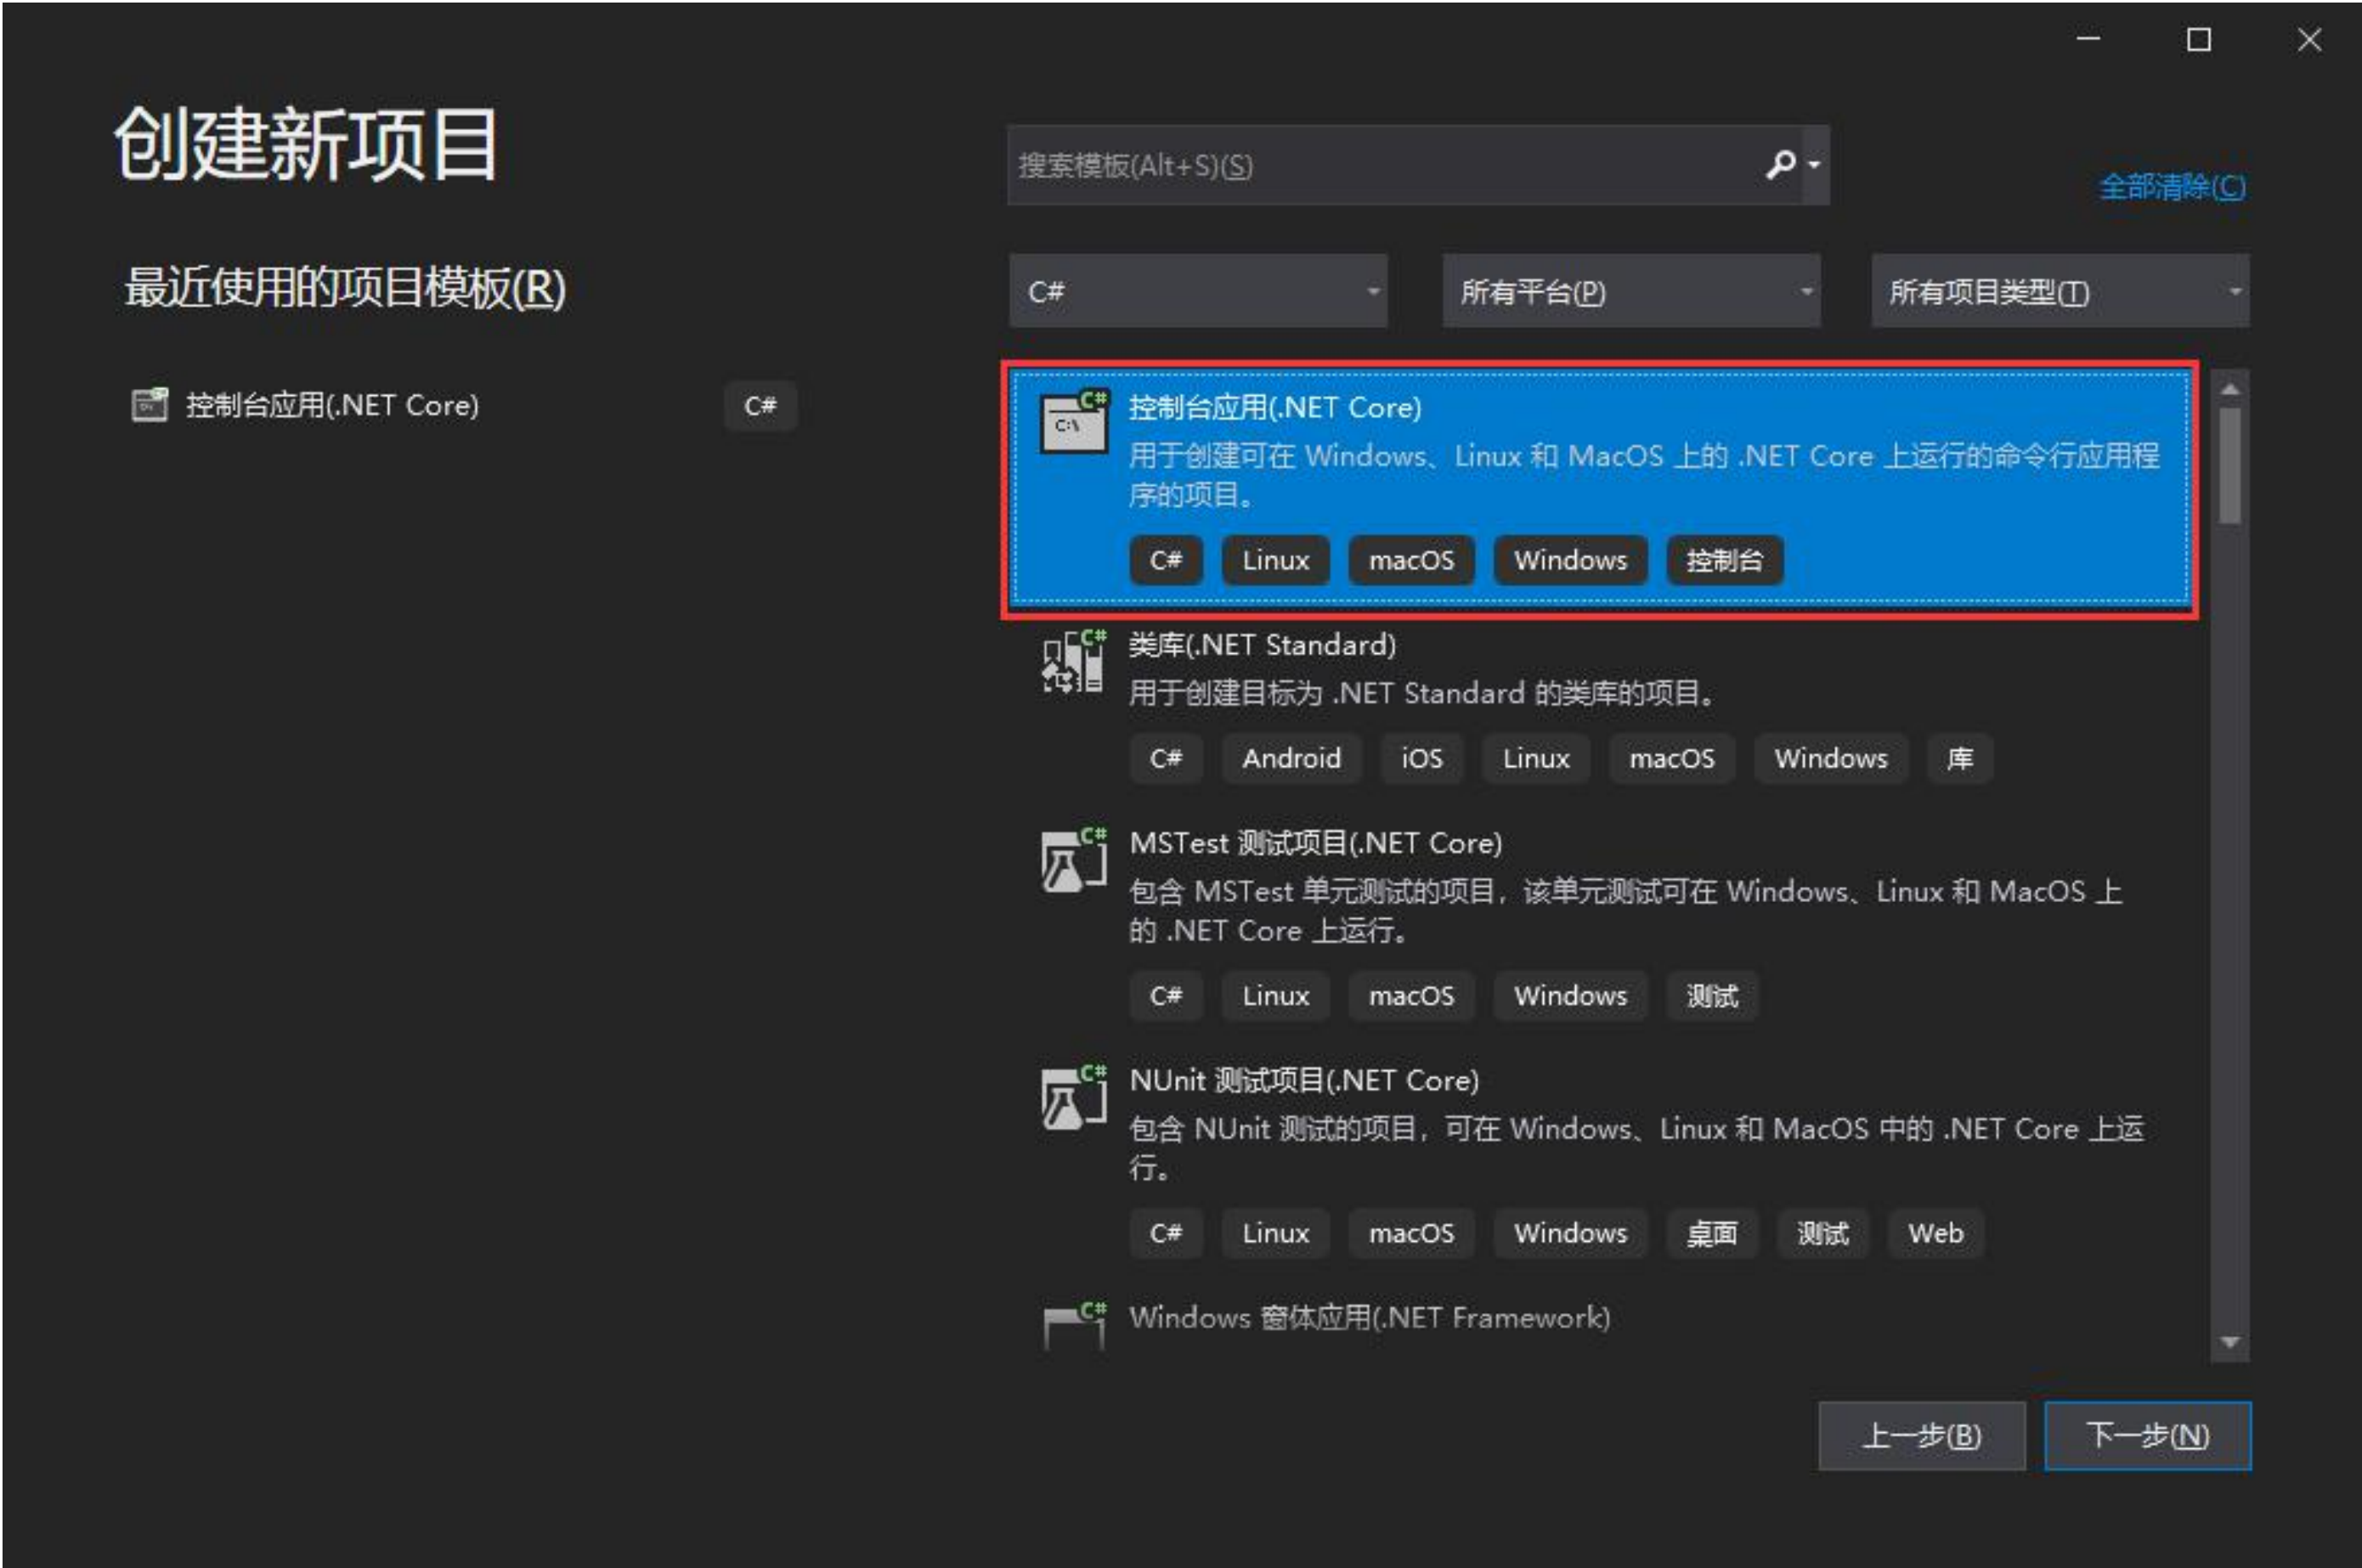 创建新项目
搜索模板(Alt+S)(S)
全部清除(C)
最近使用的项目模板(R)
C#
所有平台(P)
所有项目类型(T)
控制台应用(.NET Core)
C#
C#
C:\
控制台应用(.NET Core)
用于创建可在 Windows、Linux 和 MacOS 上的 .NET Core 上运行的命令行应用程
序的项目。
C# Linux macOS Windows 控制台
C#
类库(.NET Standard)
用于创建目标为 .NET Standard 的类库的项目。
C# Android iOS Linux macOS Windows 库
C#
MSTest 测试项目(.NET Core)
包含 MSTest 单元测试的项目，该单元测试可在 Windows、Linux 和 MacOS 上
的 .NET Core 上运行。
C# Linux macOS Windows 测试
C#
NUnit 测试项目(.NET Core)
包含 NUnit 测试的项目，可在 Windows、Linux 和 MacOS 中的 .NET Core 上运
行。
C# Linux macOS Windows 桌面 测试 Web
C#
Windows 窗体应用(.NET Framework)
上一步(B)
下一步(N)